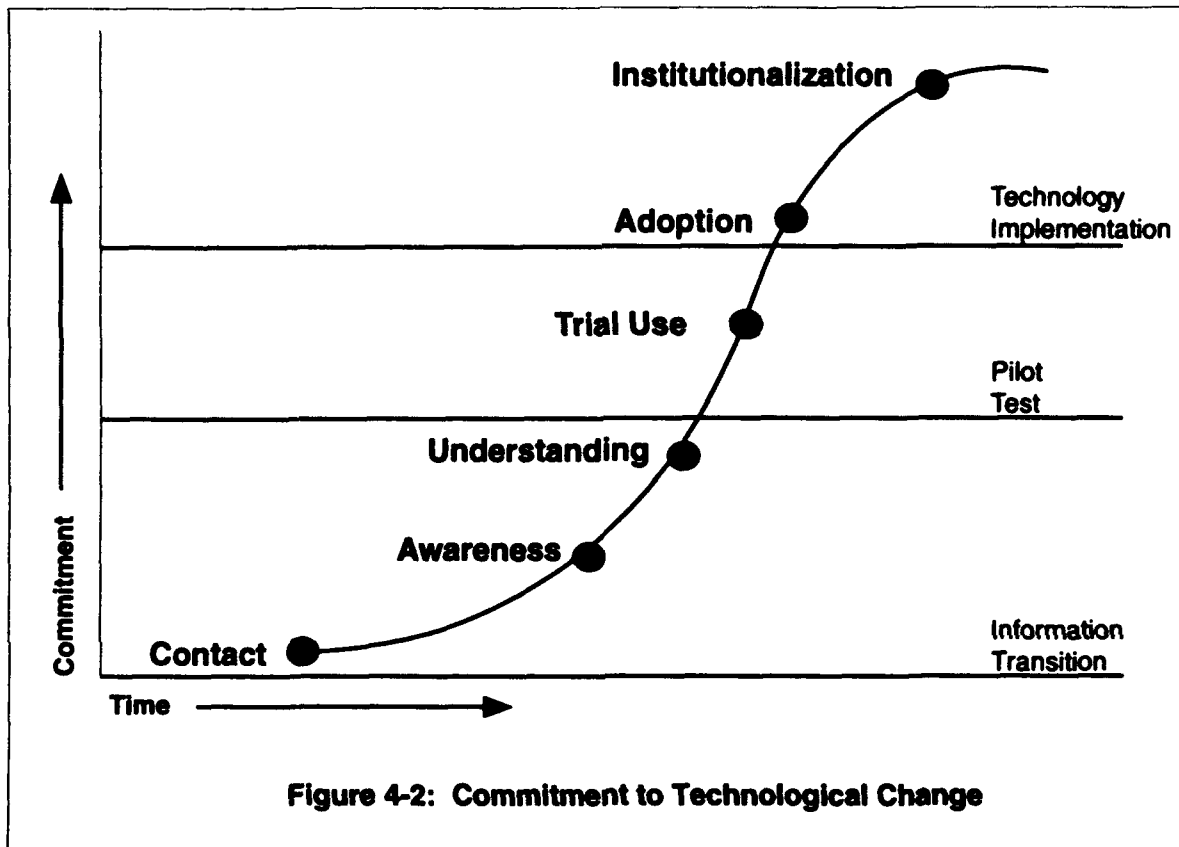 Institutionalization
Technology
Implementation
Adoption
Trial Use
Pilot
Test
Understanding
Awareness
Commitment
Information
Transition
Contact
Time
Figure 4-2: Commitment to Technological Change